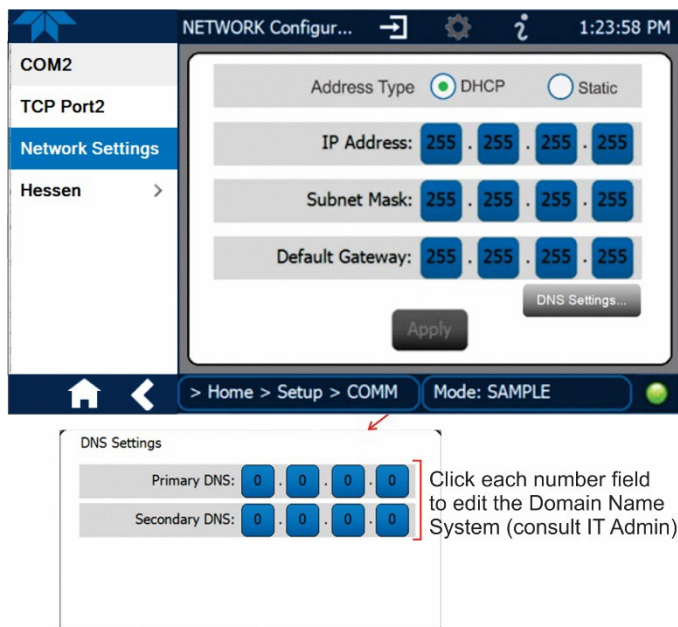 NETWORK Configur...
1:23:58 PM
COM2
TCP Port2
Network Settings
Hessen >
Address Type DHCP Static
IP Address: 255 . 255 . 255 . 255
Subnet Mask: 255 . 255 . 255 . 255
Default Gateway: 255 . 255 . 255 . 255
DNS Settings...
Apply
> Home > Setup > COMM
Mode: SAMPLE
DNS Settings
Primary DNS: 0 . 0 . 0 . 0
Secondary DNS: 0 . 0 . 0 . 0
Click each number field
to edit the Domain Name
System (consult IT Admin)